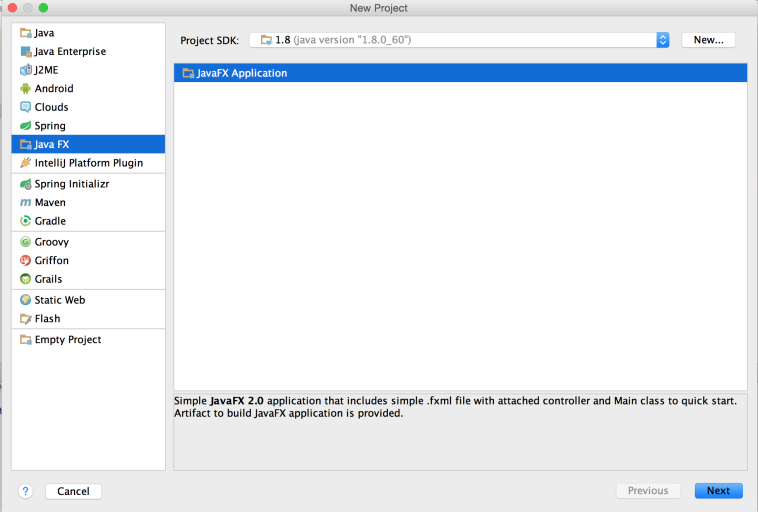 New Project
Java
Java Enterprise
J2ME
Android
Clouds
Spring
Java FX
IntelliJ Platform Plugin
Spring Initializr
m Maven
Gradle
G Groovy
Griffon
Grails
Static Web
Flash
Empty Project
Project SDK: 1.8 (java version "1.8.0_60") New...
JavaFX Application
Simple JavaFX 2.0 application that includes simple .fxml file with attached controller and Main class to quick start.
Artifact to build JavaFX application is provided.
? Cancel Previous Next